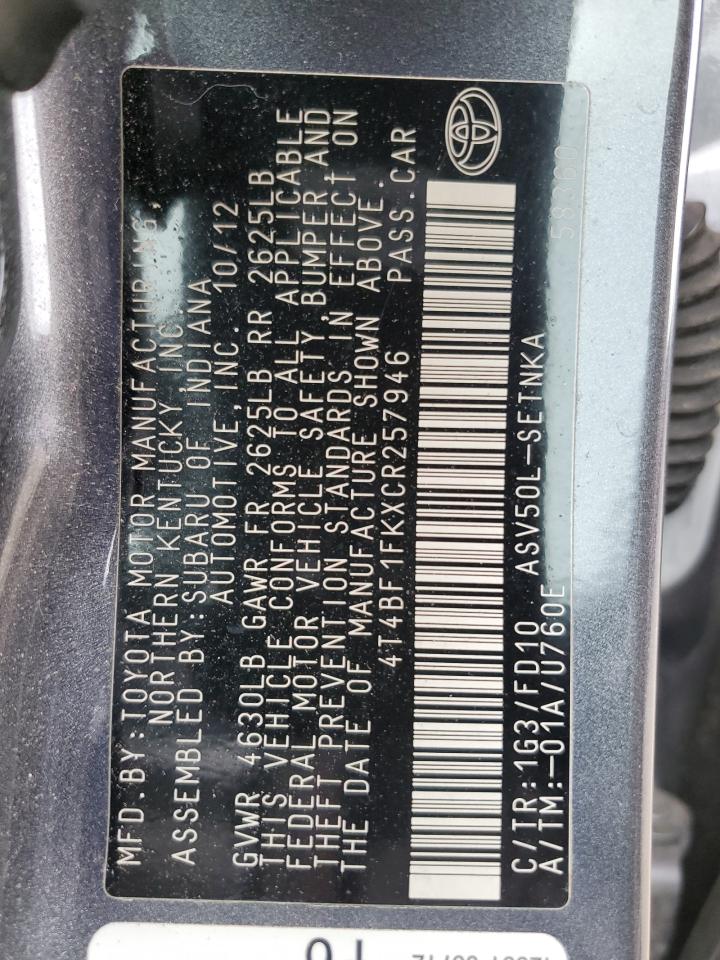 MFD.BY:TOYOTA MOTOR MANUFACTURING,
NORTHERN KENTUCKY INC.
ASSEMBLED BY:SUBARU OF INDIANA
AUTOMOTIVE,INC. 10/12
GVWR 4630LB GAWR FR 2625LB RR 2625LB
THIS VEHICLE CONFORMS TO ALL APPLICABLE
FEDERAL MOTOR VEHICLE SAFETY,BUMPER,AND
THEFT PREVENTION STANDARDS IN EFFECT ON
THE DATE OF MANUFACTURE SHOWN ABOVE.
4T4BF1FKXCR257946 PASS.CAR
C/TR:1G3/FD10 ASV50L-SETNKA
A/TM:-01A/U760E
58360